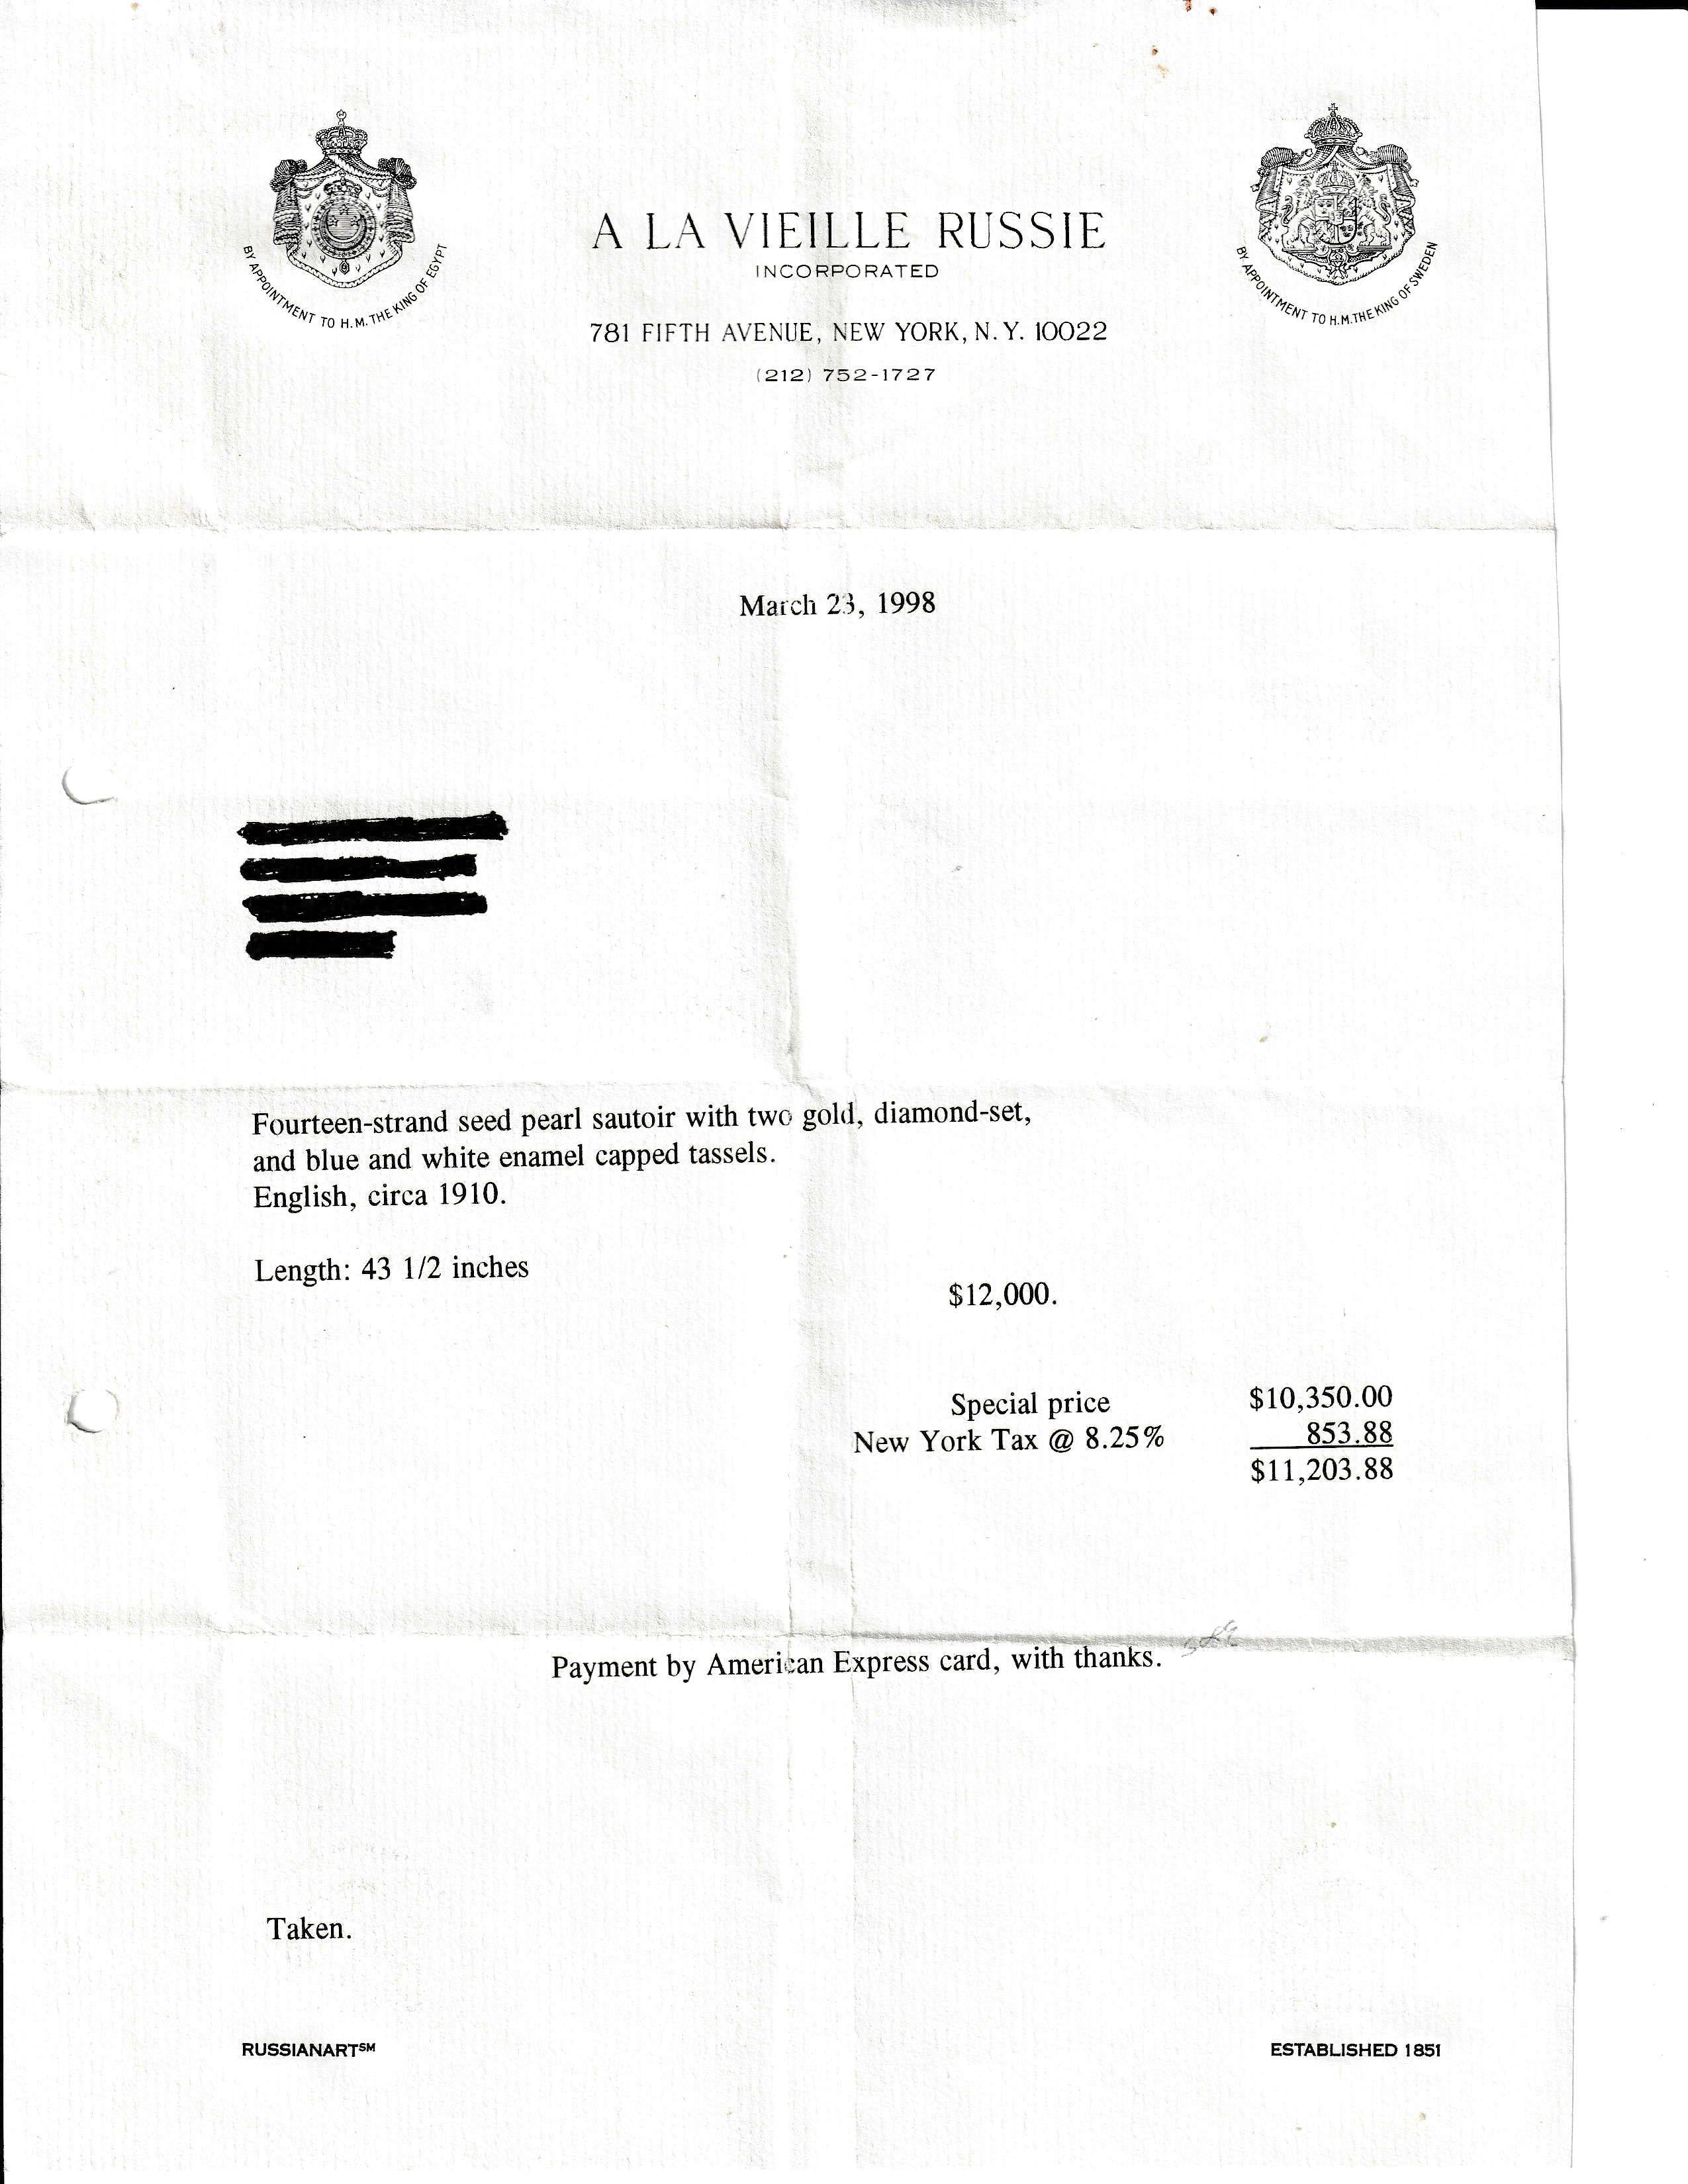 A LA VIEILLE RUSSIE
INCORPORATED
781 FIFTH AVENUE, NEW YORK, N.Y. 10022
(212) 752-1727
BY APPOINTMENT TO H.M. THE KING OF EGYPT
BY APPOINTMENT TO H.M. THE KING OF SWEDEN
March 23, 1998
Fourteen-strand seed pearl sautoir with two gold, diamond-set,
and blue and white enamel capped tassels.
English, circa 1910.
Length: 43 1/2 inches
$12,000.
Special price $10,350.00
New York Tax @ 8.25% 853.88
$11,203.88
Payment by American Express card, with thanks.
Taken.
RUSSIANART℠ ESTABLISHED 1851